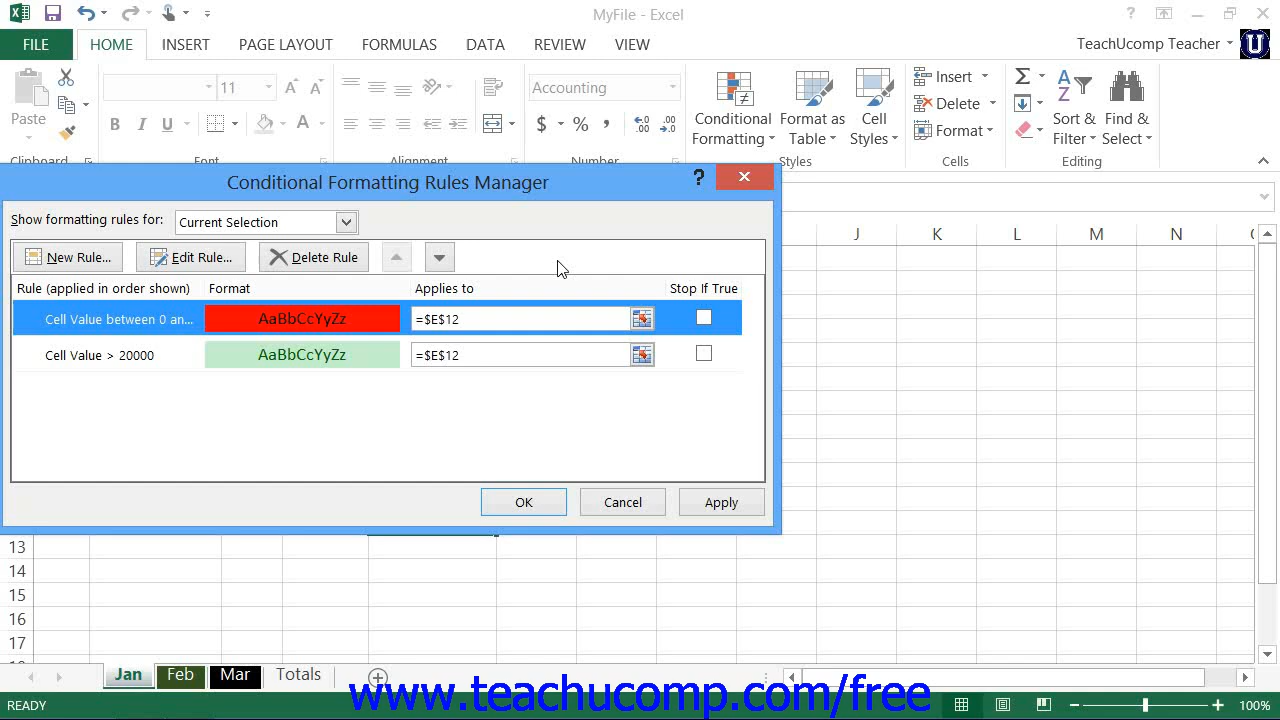 MyFile - Excel
?
FILE HOME INSERT PAGE LAYOUT FORMULAS DATA REVIEW VIEW
TeachUcomp Teacher U
Paste
11
B I U
Accounting
$ % ,
Conditional Formatting
Format as Table
Cell Styles
Insert
Delete
Format
Sort & Filter
Find & Select
Clipboard Font Alignment Number Styles Cells Editing
Conditional Formatting Rules Manager ?
Show formatting rules for: Current Selection
New Rule... Edit Rule... Delete Rule
Rule (applied in order shown) Format Applies to Stop If True
Cell Value between 0 an... AaBbCcYyZz =$E$12
Cell Value > 20000 AaBbCcYyZz =$E$12
OK Cancel Apply
J K L M N
13
14
15
16
17
Jan Feb Mar Totals
www.teachucomp.com/free
READY 100%